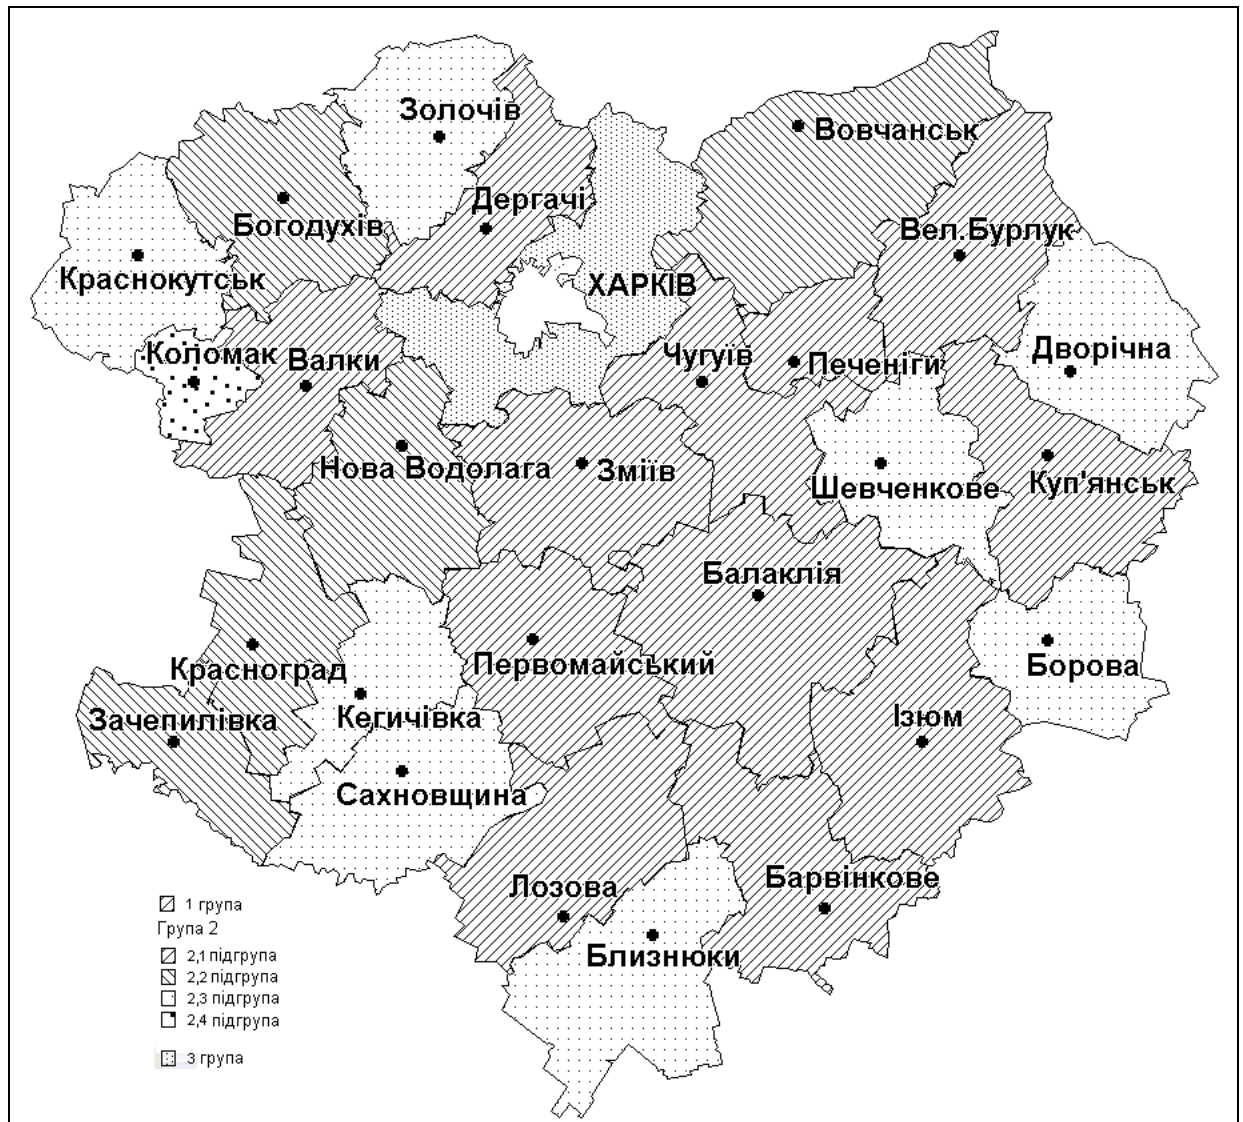 Золочів
Вовчанськ
Дергачі
Богодухів
Вел.Бурлук
Краснокутськ
ХАРКІВ
Коломак
Валки
Чугуїв
Печеніги
Дворічна
Нова Водолага
Зміїв
Шевченкове
Куп'янськ
Балаклія
Красноград
Первомайський
Борова
Зачепилівка
Кегичівка
Ізюм
Сахновщина
Лозова
Барвінкове
Близнюки
1 група
Група 2
2,1 підгрупа
2,2 підгрупа
2,3 підгрупа
2,4 підгрупа
3 група